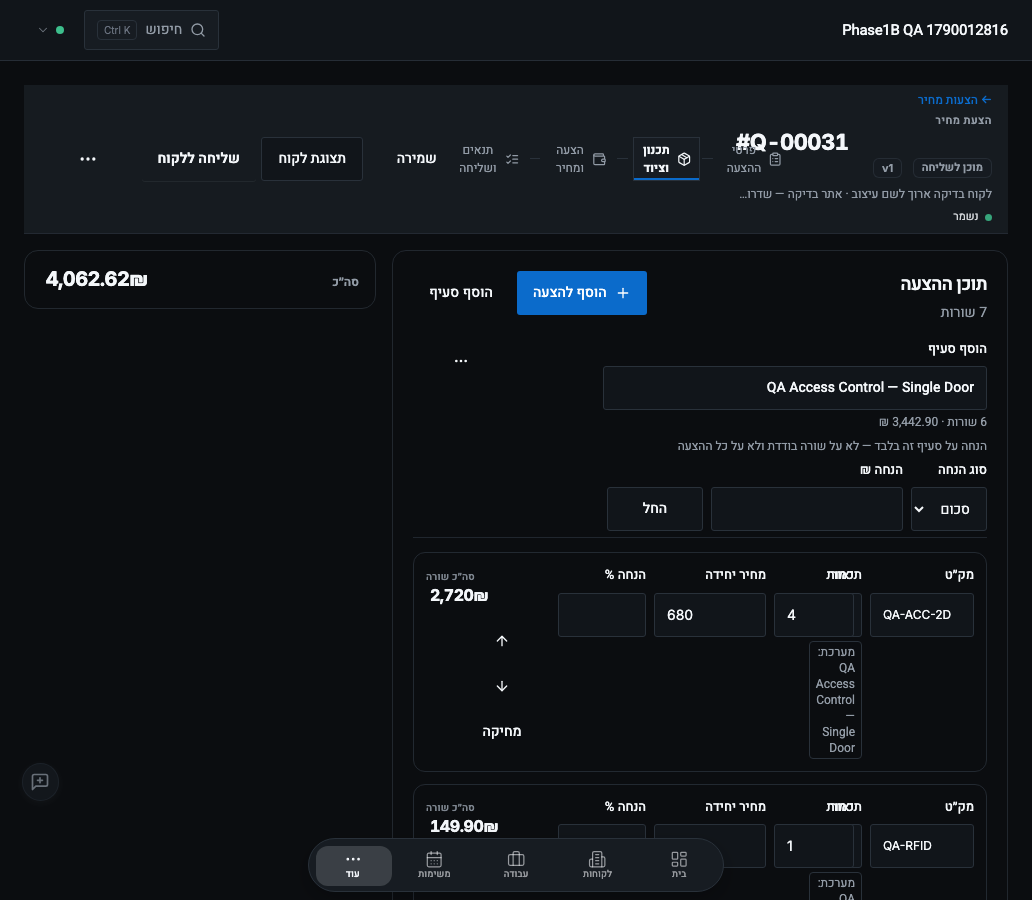 Phase1B QA 1790012816
חיפוש
Ctrl K
← הצעות מחיר
הצעת מחיר
#Q-00031
מוכן לשליחה
v1
לקוח בדיקה ארוך לשם עיצוב · אתר בדיקה — שדרו...
נשמר
פרטי
ההצעה
תכנון
וציוד
הצעה
ומחיר
תנאים
ושליחה
שמירה
תצוגת לקוח
שליחה ללקוח
תוכן ההצעה
7 שורות
+ הוסף להצעה
הוסף סעיף
סה״כ
₪4,062.62
הוסף סעיף
QA Access Control — Single Door
6 שורות · 3,442.90 ₪
הנחה על סעיף זה בלבד — לא על שורה בודדת ולא על כל ההצעה
סוג הנחה
הנחה ₪
סכום
החל
מק״ט
מחיר יחידה
הנחה %
סה״כ שורה
QA-ACC-2D
4
680
₪2,720
מערכת:
QA
Access
Control
—
Single
Door
מחיקה
מק״ט
מחיר יחידה
הנחה %
סה״כ שורה
QA-RFID
1
₪149.90
מערכת:
QA
בית
לקוחות
עבודה
משימות
עוד